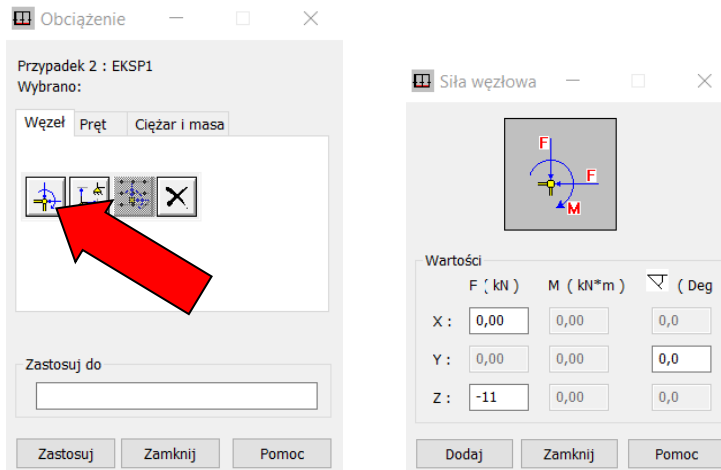 Obciążenie
Przypadek 2 : EKSP1
Wybrano:
Węzeł Pręt Ciężar i masa
Zastosuj do
Zastosuj Zamknij Pomoc
Siła węzłowa
F
F
M
Wartości
F ( kN ) M ( kN*m ) ( Deg
X : 0,00 0,00 0,0
Y : 0,00 0,00 0,0
Z : -11 0,00 0,0
Dodaj Zamknij Pomoc